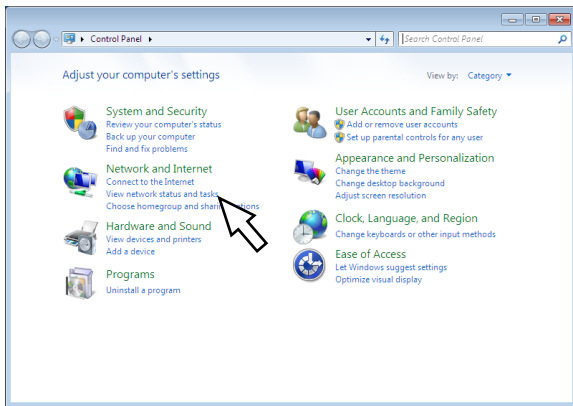 Control Panel
Search Control Panel
Adjust your computer's settings
View by: Category
System and Security
Review your computer's status
Back up your computer
Find and fix problems
Network and Internet
Connect to the Internet
View network status and tasks
Choose homegroup and sharing options
Hardware and Sound
View devices and printers
Add a device
Programs
Uninstall a program
User Accounts and Family Safety
Add or remove user accounts
Set up parental controls for any user
Appearance and Personalization
Change the theme
Change desktop background
Adjust screen resolution
Clock, Language, and Region
Change keyboards or other input methods
Ease of Access
Let Windows suggest settings
Optimize visual display